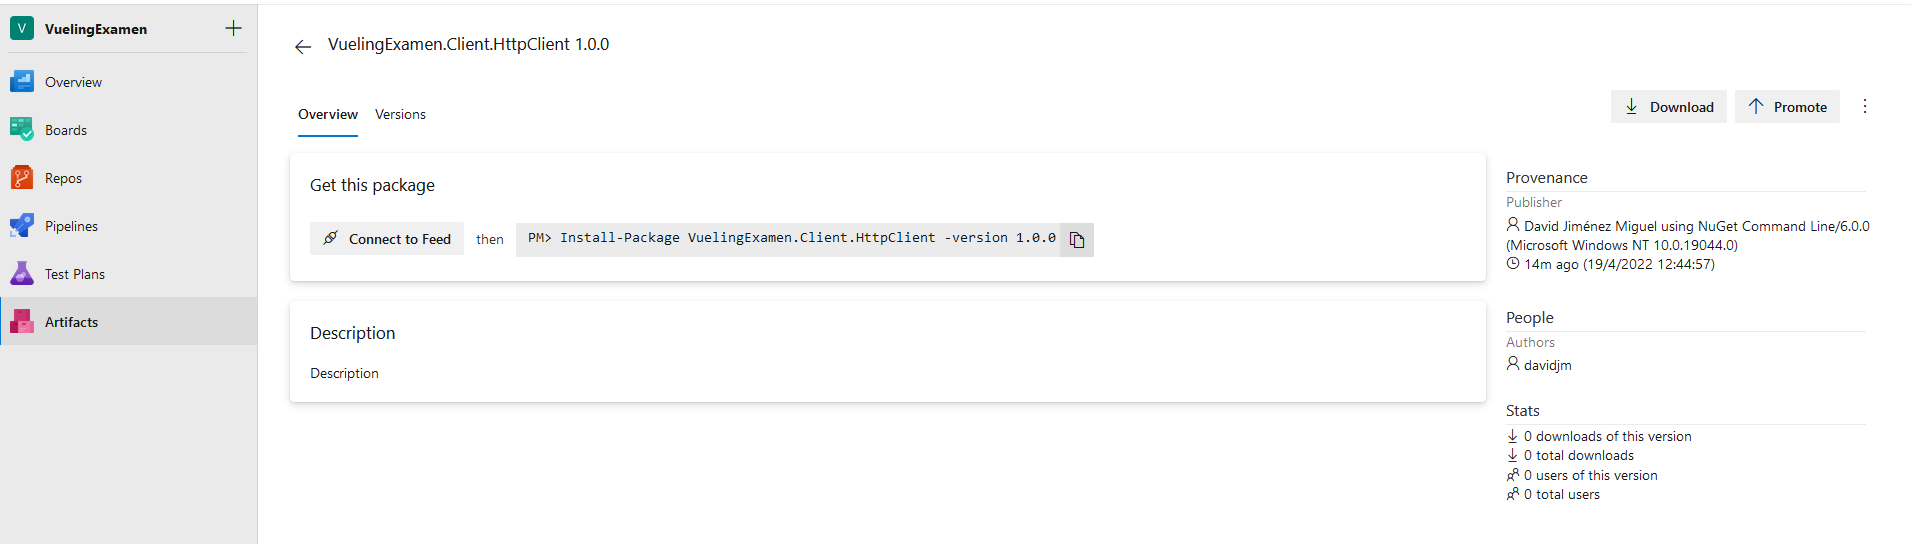 V VuelingExamen
Overview
Boards
Repos
Pipelines
Test Plans
Artifacts
VuelingExamen.Client.HttpClient 1.0.0
Overview Versions
Download Promote
Get this package
Connect to Feed then PM> Install-Package VuelingExamen.Client.HttpClient -version 1.0.0
Description
Description
Provenance
Publisher
David Jiménez Miguel using NuGet Command Line/6.0.0
(Microsoft Windows NT 10.0.19044.0)
14m ago (19/4/2022 12:44:57)
People
Authors
davidjm
Stats
0 downloads of this version
0 total downloads
0 users of this version
0 total users